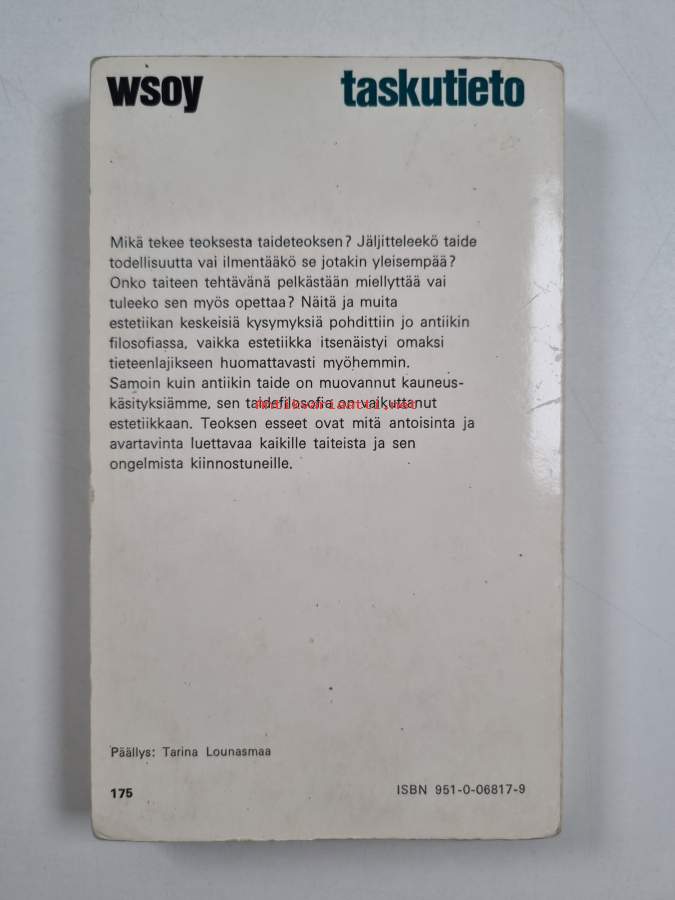 wsoy taskutieto
Mikä tekee teoksesta taideteoksen? Jäljitteleekö taide
todellisuutta vai ilmentääkö se jotakin yleisempää?
Onko taiteen tehtävänä pelkästään miellyttää vai
tuleeko sen myös opettaa? Näitä ja muita
estetiikan keskeisiä kysymyksiä pohdittiin jo antiikin
filosofiassa, vaikka estetiikka itsenäistyi omaksi
tieteenlajikseen huomattavasti myöhemmin.
Samoin kuin antiikin taide on muovannut kauneus-
käsityksiämme, sen taidefilosofia on vaikuttanut
Antikvariaatti.net
estetiikkaan. Teoksen esseet ovat mitä antoisinta ja
avartavinta luettavaa kaikille taiteista ja sen
ongelmista kiinnostuneille.
Päällys: Tarina Lounasmaa
175 ISBN 951-0-06817-9